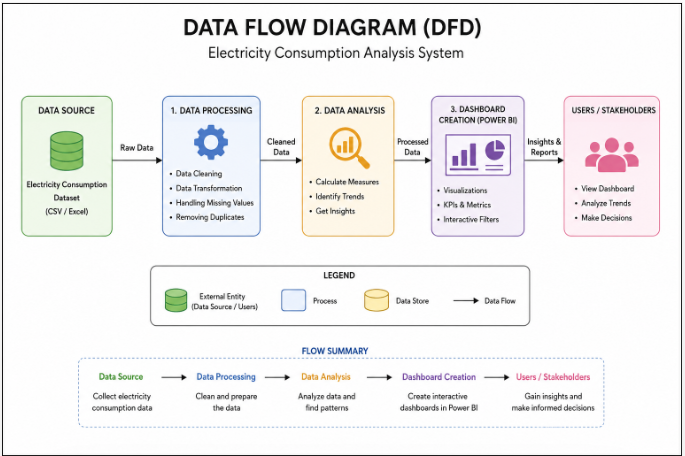 DATA FLOW DIAGRAM (DFD)
Electricity Consumption Analysis System
DATA SOURCE
Electricity Consumption
Dataset
(CSV / Excel)
Raw Data
1. DATA PROCESSING
• Data Cleaning
• Data Transformation
• Handling Missing Values
• Removing Duplicates
Cleaned
Data
2. DATA ANALYSIS
• Calculate Measures
• Identify Trends
• Get Insights
Processed
Data
3. DASHBOARD
CREATION (POWER BI)
• Visualizations
• KPIs & Metrics
• Interactive Filters
Insights &
Reports
USERS / STAKEHOLDERS
• View Dashboard
• Analyze Trends
• Make Decisions
LEGEND
External Entity
(Data Source / Users)
Process
Data Store
Data Flow
FLOW SUMMARY
Data Source
Collect electricity
consumption data
Data Processing
Clean and prepare
the data
Data Analysis
Analyze data and
find patterns
Dashboard Creation
Create interactive
dashboards in Power BI
Users / Stakeholders
Gain insights and
make informed decisions